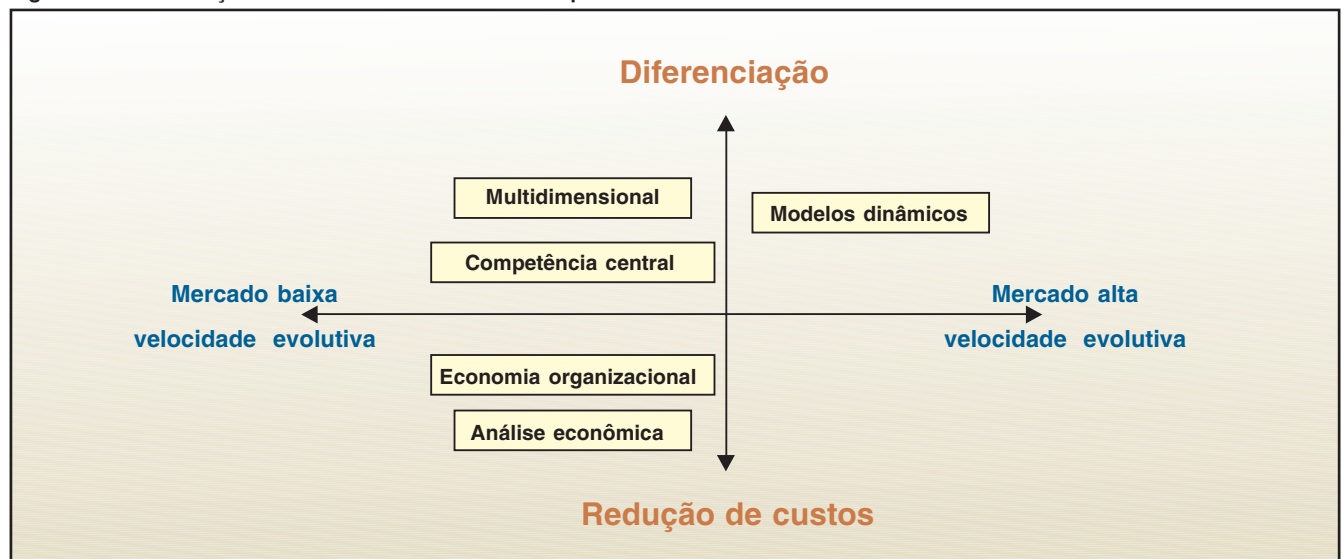 Diferenciação
Multidimensional
Modelos dinâmicos
Competência central
Mercado baixa
velocidade evolutiva
Mercado alta
velocidade evolutiva
Economia organizacional
Análise econômica
Redução de custos